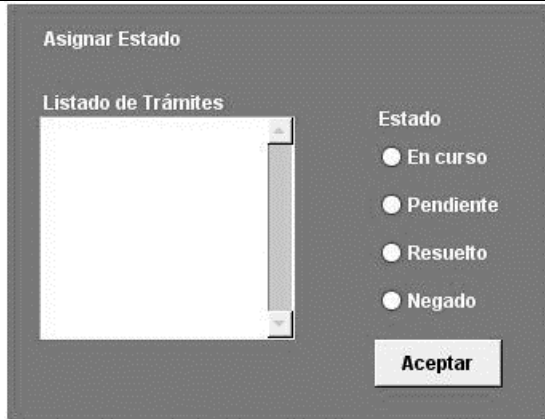 Asignar Estado
Listado de Trámites
Estado
En curso
Pendiente
Resuelto
Negado
Aceptar